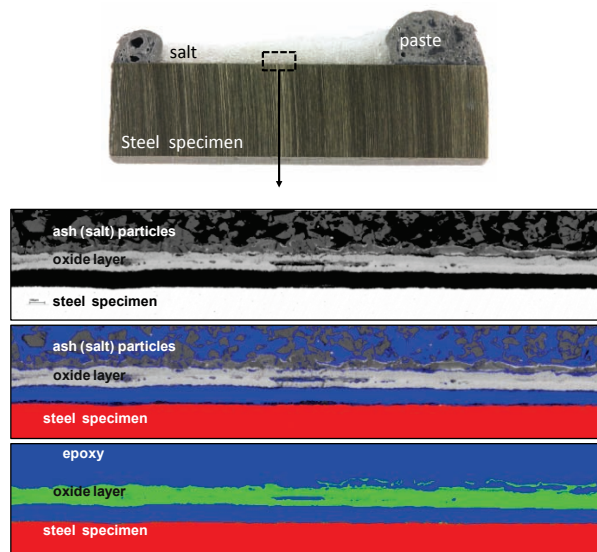 salt
paste
Steel specimen
ash (salt) particles
oxide layer
steel specimen
ash (salt) particles
oxide layer
steel specimen
epoxy
oxide layer
steel specimen